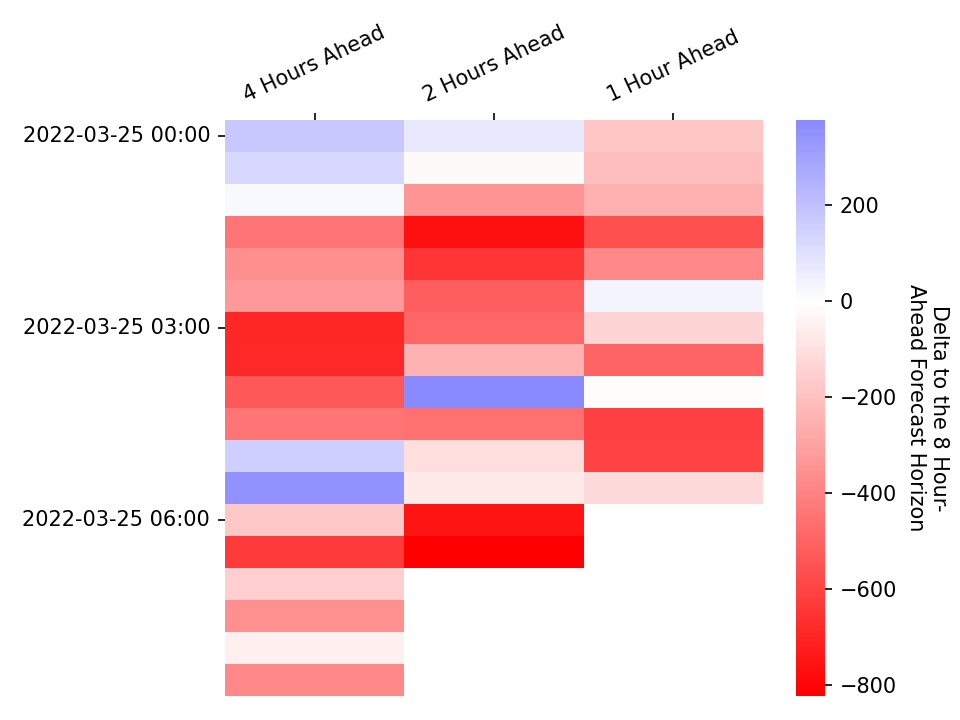 4 Hours Ahead
2 Hours Ahead
1 Hour Ahead
2022-03-25 00:00
2022-03-25 03:00
2022-03-25 06:00
200
0
−200
−400
−600
−800
Delta to the 8 Hour-
Ahead Forecast Horizon